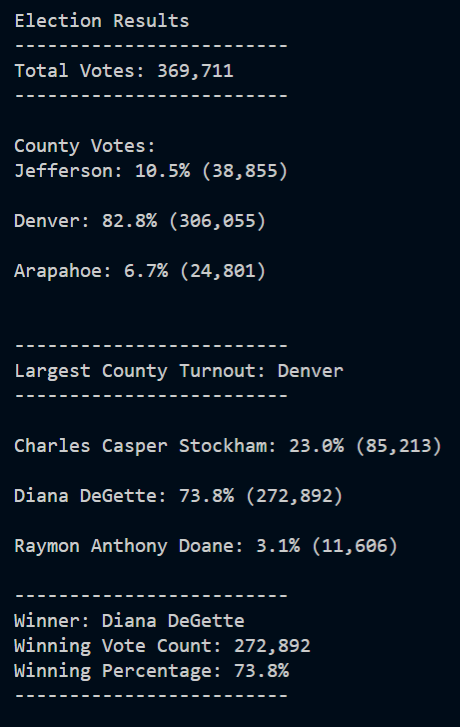 Election Results
-------------------------
Total Votes: 369,711
-------------------------
County Votes:
Jefferson: 10.5% (38,855)
Denver: 82.8% (306,055)
Arapahoe: 6.7% (24,801)
-------------------------
Largest County Turnout: Denver
-------------------------
Charles Casper Stockham: 23.0% (85,213)
Diana DeGette: 73.8% (272,892)
Raymon Anthony Doane: 3.1% (11,606)
-------------------------
Winner: Diana DeGette
Winning Vote Count: 272,892
Winning Percentage: 73.8%
-------------------------